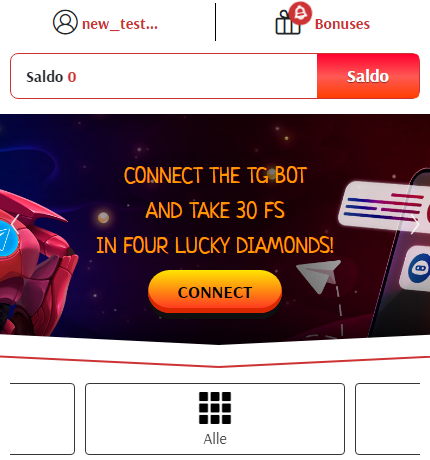 new_test...
Bonuses
Saldo 0
Saldo
CONNECT THE TG BOT
AND TAKE 30 FS
IN FOUR LUCKY DIAMONDS!
CONNECT
Alle